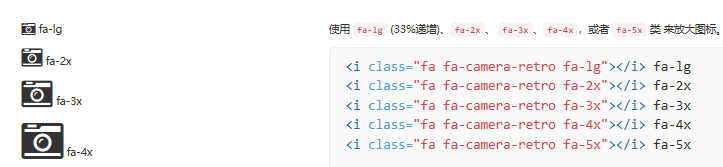 fa-lg
fa-2x
fa-3x
fa-4x
使用 fa-lg (33%递增)、fa-2x 、 fa-3x 、 fa-4x ，或者 fa-5x 类 来放大图标。
<i class="fa fa-camera-retro fa-lg"></i> fa-lg
<i class="fa fa-camera-retro fa-2x"></i> fa-2x
<i class="fa fa-camera-retro fa-3x"></i> fa-3x
<i class="fa fa-camera-retro fa-4x"></i> fa-4x
<i class="fa fa-camera-retro fa-5x"></i> fa-5x